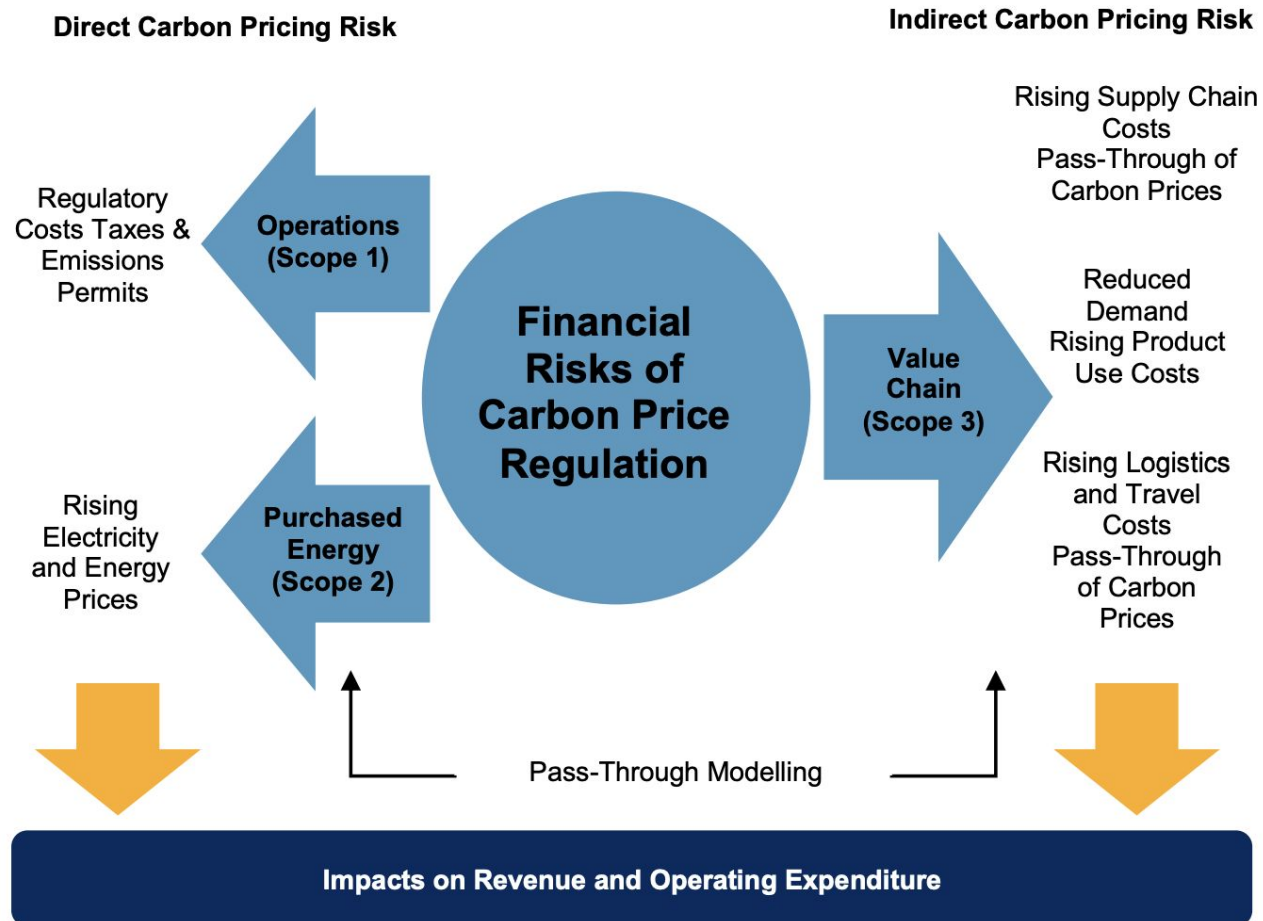 Direct Carbon Pricing Risk
Indirect Carbon Pricing Risk
Regulatory
Costs Taxes &
Emissions
Permits
Operations
(Scope 1)
Rising
Electricity
and Energy
Prices
Purchased
Energy
(Scope 2)
Financial
Risks of
Carbon Price
Regulation
Value
Chain
(Scope 3)
Rising Supply Chain
Costs
Pass-Through of
Carbon Prices
Reduced
Demand
Rising Product
Use Costs
Rising Logistics
and Travel
Costs
Pass-Through
of Carbon
Prices
Pass-Through Modelling
Impacts on Revenue and Operating Expenditure